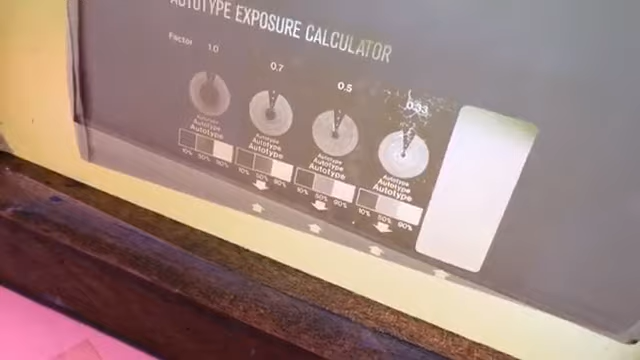 AUTOTYPE EXPOSURE CALCULATOR
Factor 1.0 0.7 0.5 0.33
Autotype Autotype Autotype Autotype
Autotype Autotype Autotype Autotype
Autotype Autotype Autotype Autotype
10% 50% 90% 10% 50% 90% 10% 50% 90% 10% 50% 90%